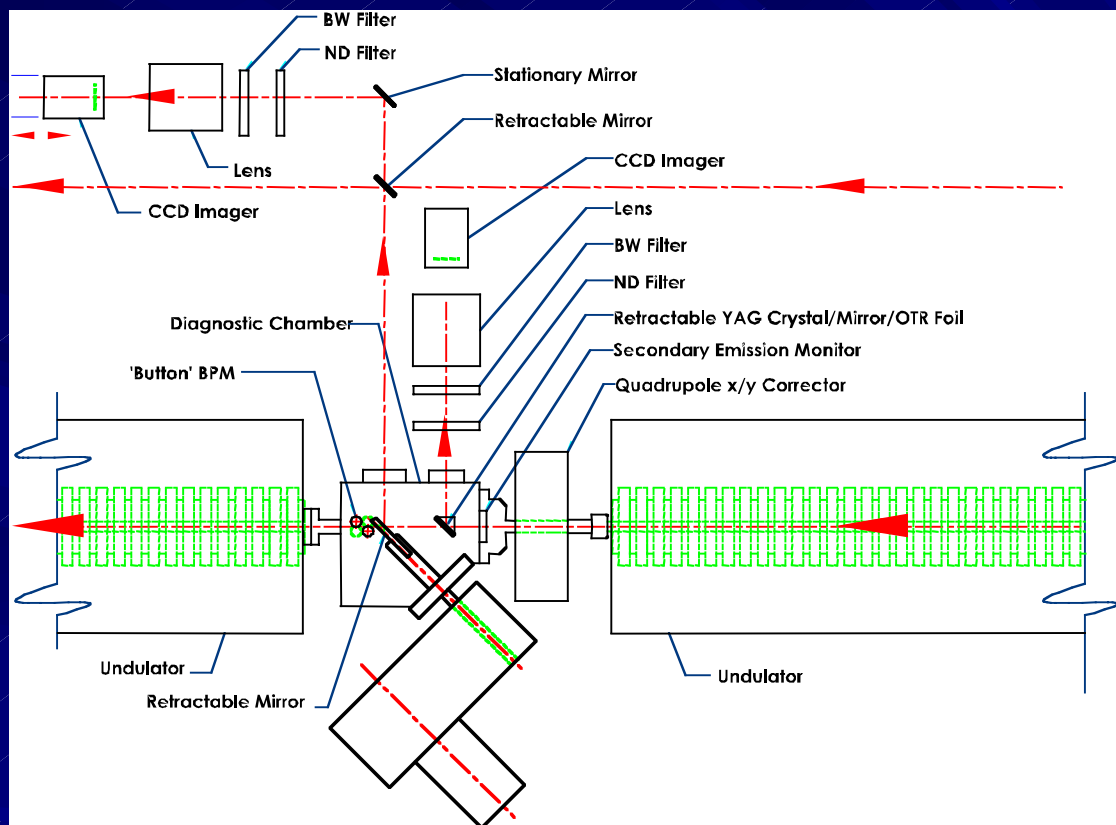 BW Filter
ND Filter
Stationary Mirror
Retractable Mirror
CCD Imager
Lens
CCD Imager
Lens
BW Filter
ND Filter
Diagnostic Chamber
Retractable YAG Crystal/Mirror/OTR Foil
Secondary Emission Monitor
'Button' BPM
Quadrupole x/y Corrector
Undulator
Undulator
Retractable Mirror